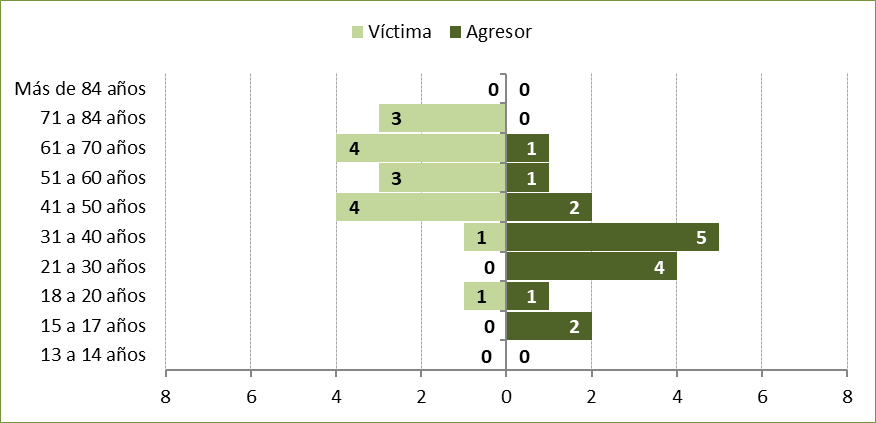 Víctima Agresor
Más de 84 años 0 0
71 a 84 años 3 0
61 a 70 años 4 1
51 a 60 años 3 1
41 a 50 años 4 2
31 a 40 años 1 5
21 a 30 años 0 4
18 a 20 años 1 1
15 a 17 años 0 2
13 a 14 años 0 0
8 6 4 2 0 2 4 6 8